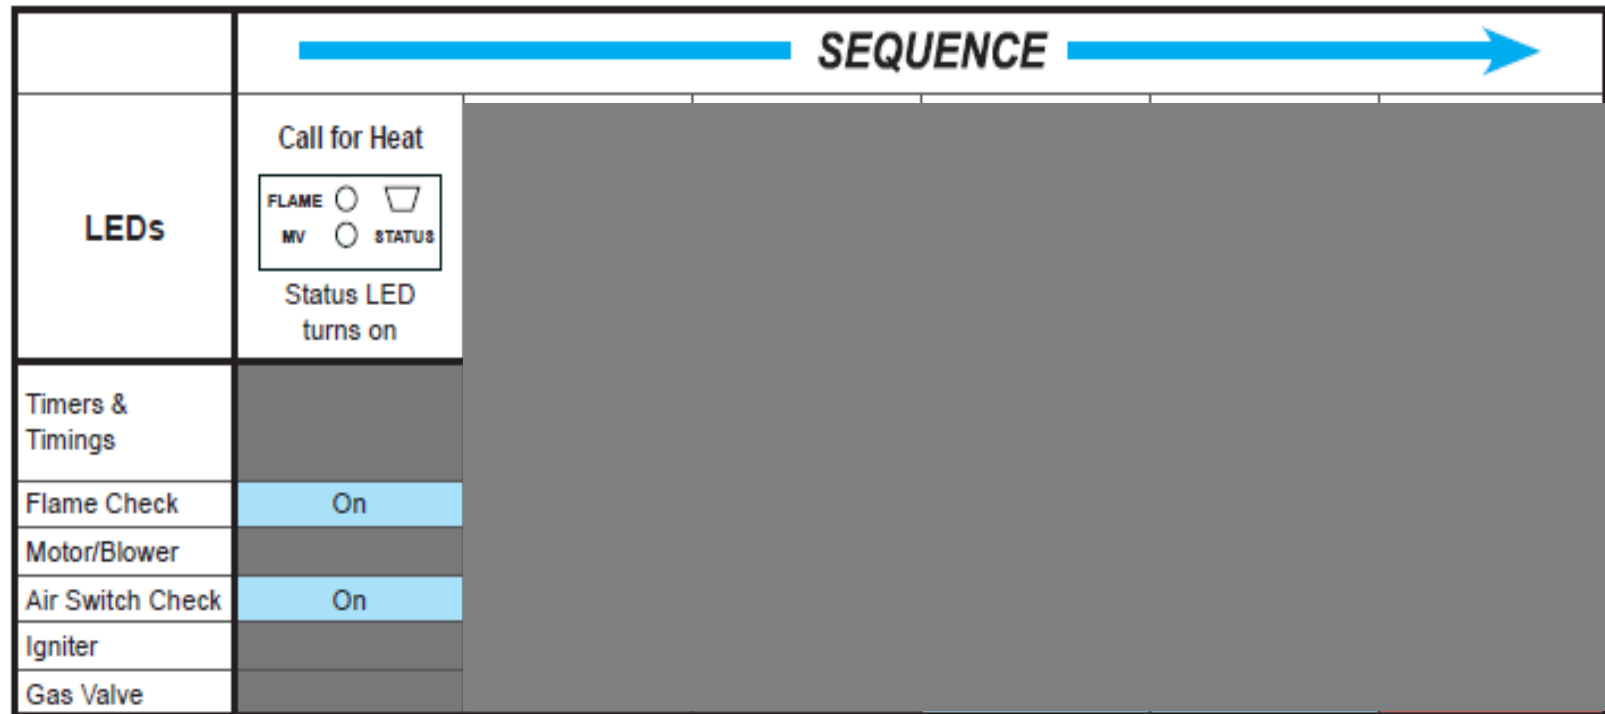 SEQUENCE
LEDs
Call for Heat
FLAME
MV STATUS
Status LED
turns on
Timers &
Timings
Flame Check On
Motor/Blower
Air Switch Check On
Igniter
Gas Valve